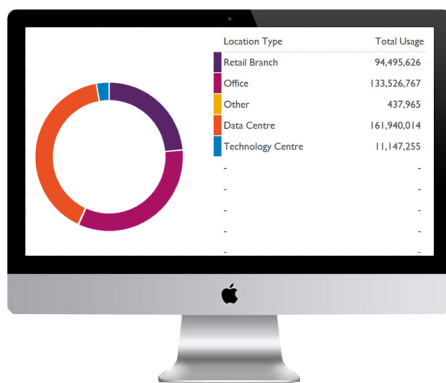 Location Type Total Usage
Retail Branch 94,495,626
Office 133,526,767
Other 437,965
Data Centre 161,940,014
Technology Centre 11,147,255
- -
- -
- -
- -
- -